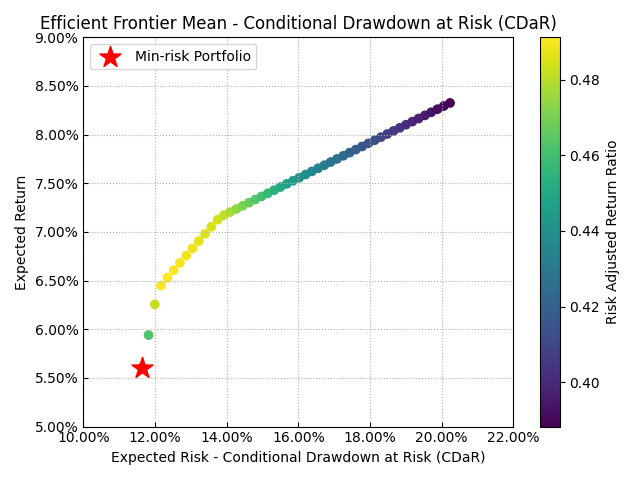 Efficient Frontier Mean - Conditional Drawdown at Risk (CDaR)
Min-risk Portfolio
9.00%
8.50%
8.00%
7.50%
7.00%
6.50%
6.00%
5.50%
5.00%
Expected Return
10.00% 12.00% 14.00% 16.00% 18.00% 20.00% 22.00%
Expected Risk - Conditional Drawdown at Risk (CDaR)
0.48
0.46
0.44
0.42
0.40
Risk Adjusted Return Ratio